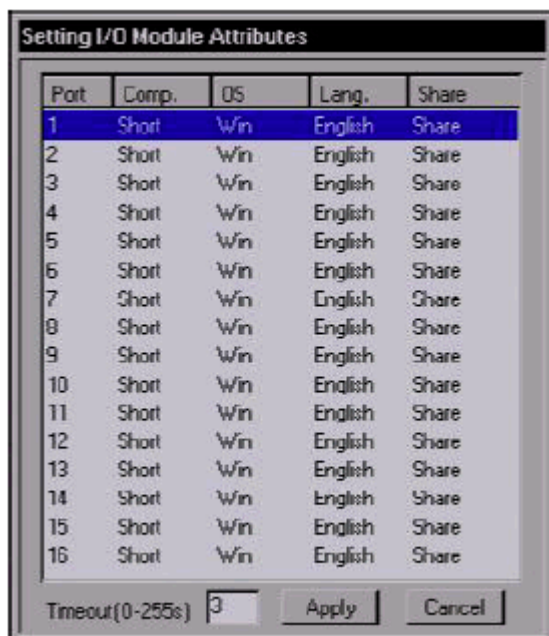 Setting I/O Module Attributes
Port Comp. OS Lang. Share
1 Short Win English Share
2 Short Win English Share
3 Short Win English Share
4 Short Win English Share
5 Short Win English Share
6 Short Win English Share
7 Short Win English Share
8 Short Win English Share
9 Short Win English Share
10 Short Win English Share
11 Short Win English Share
12 Short Win English Share
13 Short Win English Share
14 Short Win English Share
15 Short Win English Share
16 Short Win English Share
Timeout(0-255s) 3 Apply Cancel